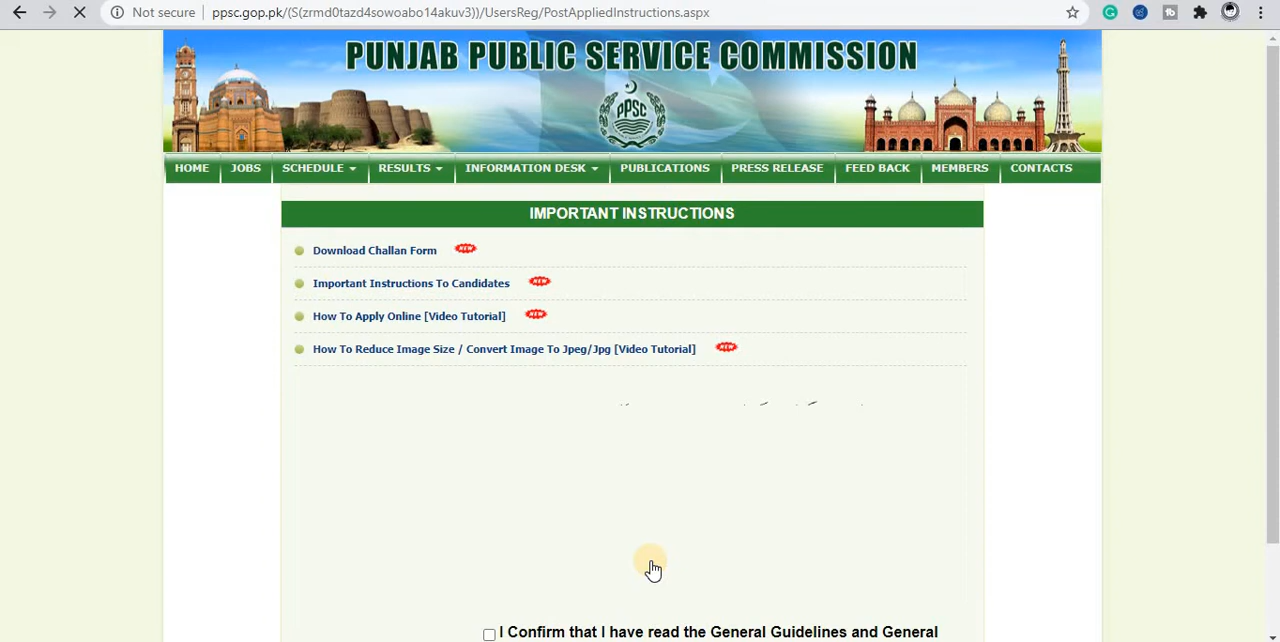 Not secure ppsc.gop.pk/(S(zrmd0tazd4sowoabo14akuv3))/UsersReg/PostAppliedInstructions.aspx
PUNJAB PUBLIC SERVICE COMMISSION
PPSC
HOME JOBS SCHEDULE RESULTS INFORMATION DESK PUBLICATIONS PRESS RELEASE FEED BACK MEMBERS CONTACTS
IMPORTANT INSTRUCTIONS
Download Challan Form NEW
Important Instructions To Candidates NEW
How To Apply Online [Video Tutorial] NEW
How To Reduce Image Size / Convert Image To Jpeg/Jpg [Video Tutorial] NEW
I Confirm that I have read the General Guidelines and General